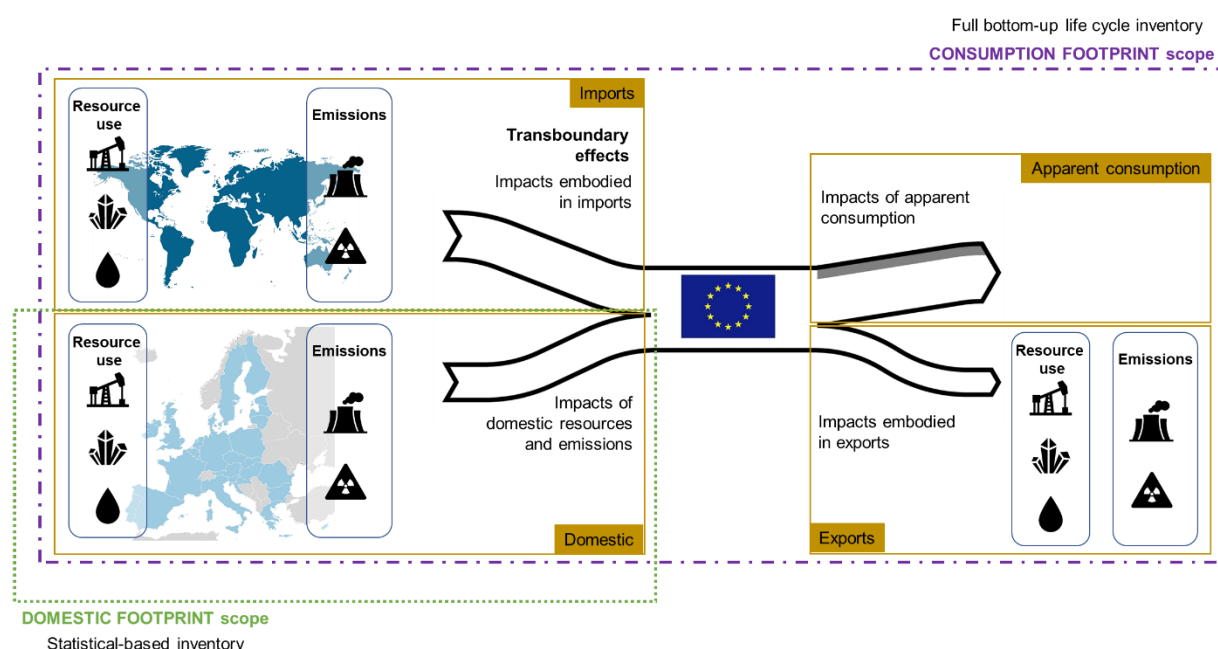 Full bottom-up life cycle inventory
CONSUMPTION FOOTPRINT scope
Imports
Resource
use
Emissions
Transboundary
effects
Impacts embodied
in imports
Apparent consumption
Impacts of apparent
consumption
Resource
use
Emissions
Impacts of
domestic resources
and emissions
Domestic
Impacts embodied
in exports
Resource
use
Emissions
Exports
DOMESTIC FOOTPRINT scope
Statistical-based inventory